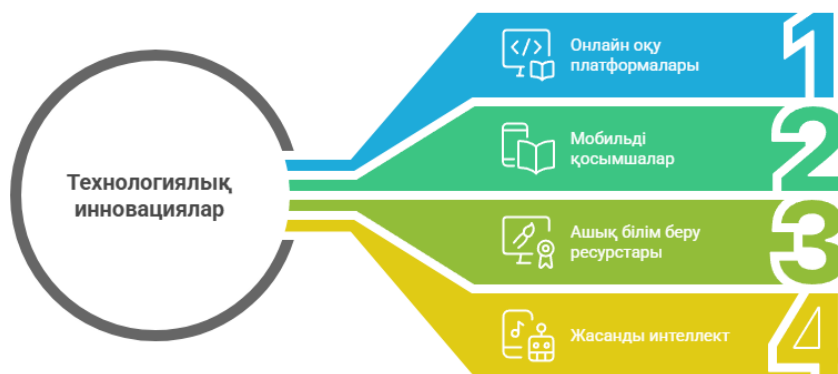 Технологиялық
инновациялар
</>
Онлайн оқу
платформалары
1
Мобильді
қосымшалар
2
Ашық білім беру
ресурстары
3
Жасанды интеллект
4